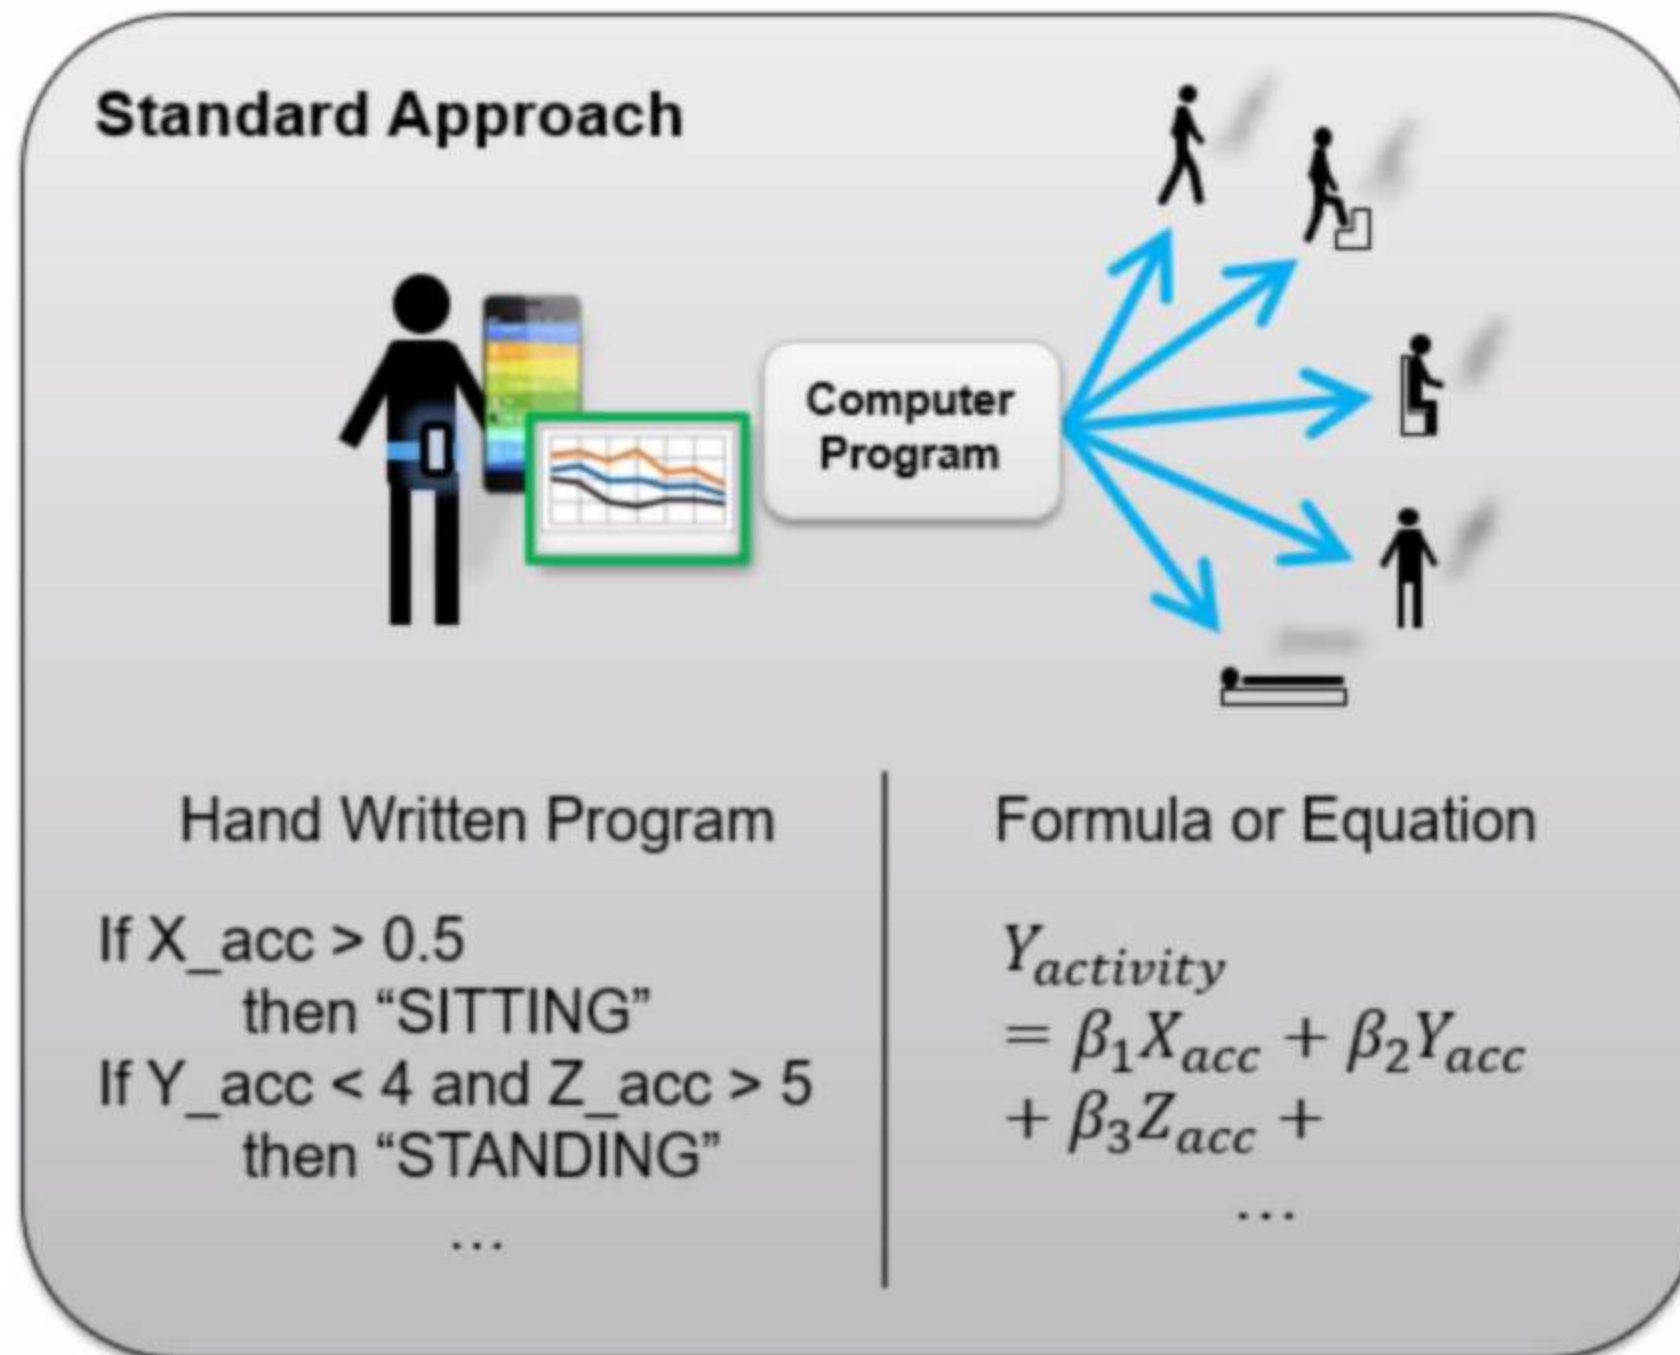 Standard Approach
Computer
Program
Hand Written Program
If X_acc > 0.5
then “SITTING”
If Y_acc < 4 and Z_acc > 5
then “STANDING”
…
Formula or Equation
Y_activity
= β₁X_acc + β₂Y_acc
+ β₃Z_acc +
…